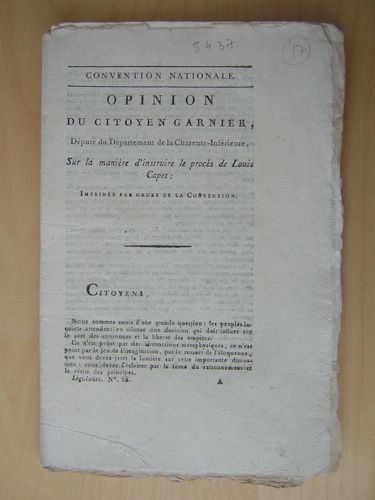 5438
17
CONVENTION NATIONALE.
OPINION
DU CITOYEN GARNIER,
Député du Département de la Charente-Inférieure,
Sur la manière d'instruire le procès de Louis
Capet;
IMPRIMÉE PAR ORDRE DE LA CONVENTION.
CITOYENS,
Nous sommes saisis d'une grande question: des peuples in-
quiets attendent en silence une décision qui doit influer sur
le sort des couronnes et la liberté des empires.
Ce n'est point par des abstractions métaphysiques, ce n'est
point par le jeu de l'imagination, par le ressort de l'éloquence,
que vous devez jeter la lumière sur cette importante discus-
sion: vous devez l'éclairer par la force du raisonnement et
la vérité des principes.
Législation. N°. 68.